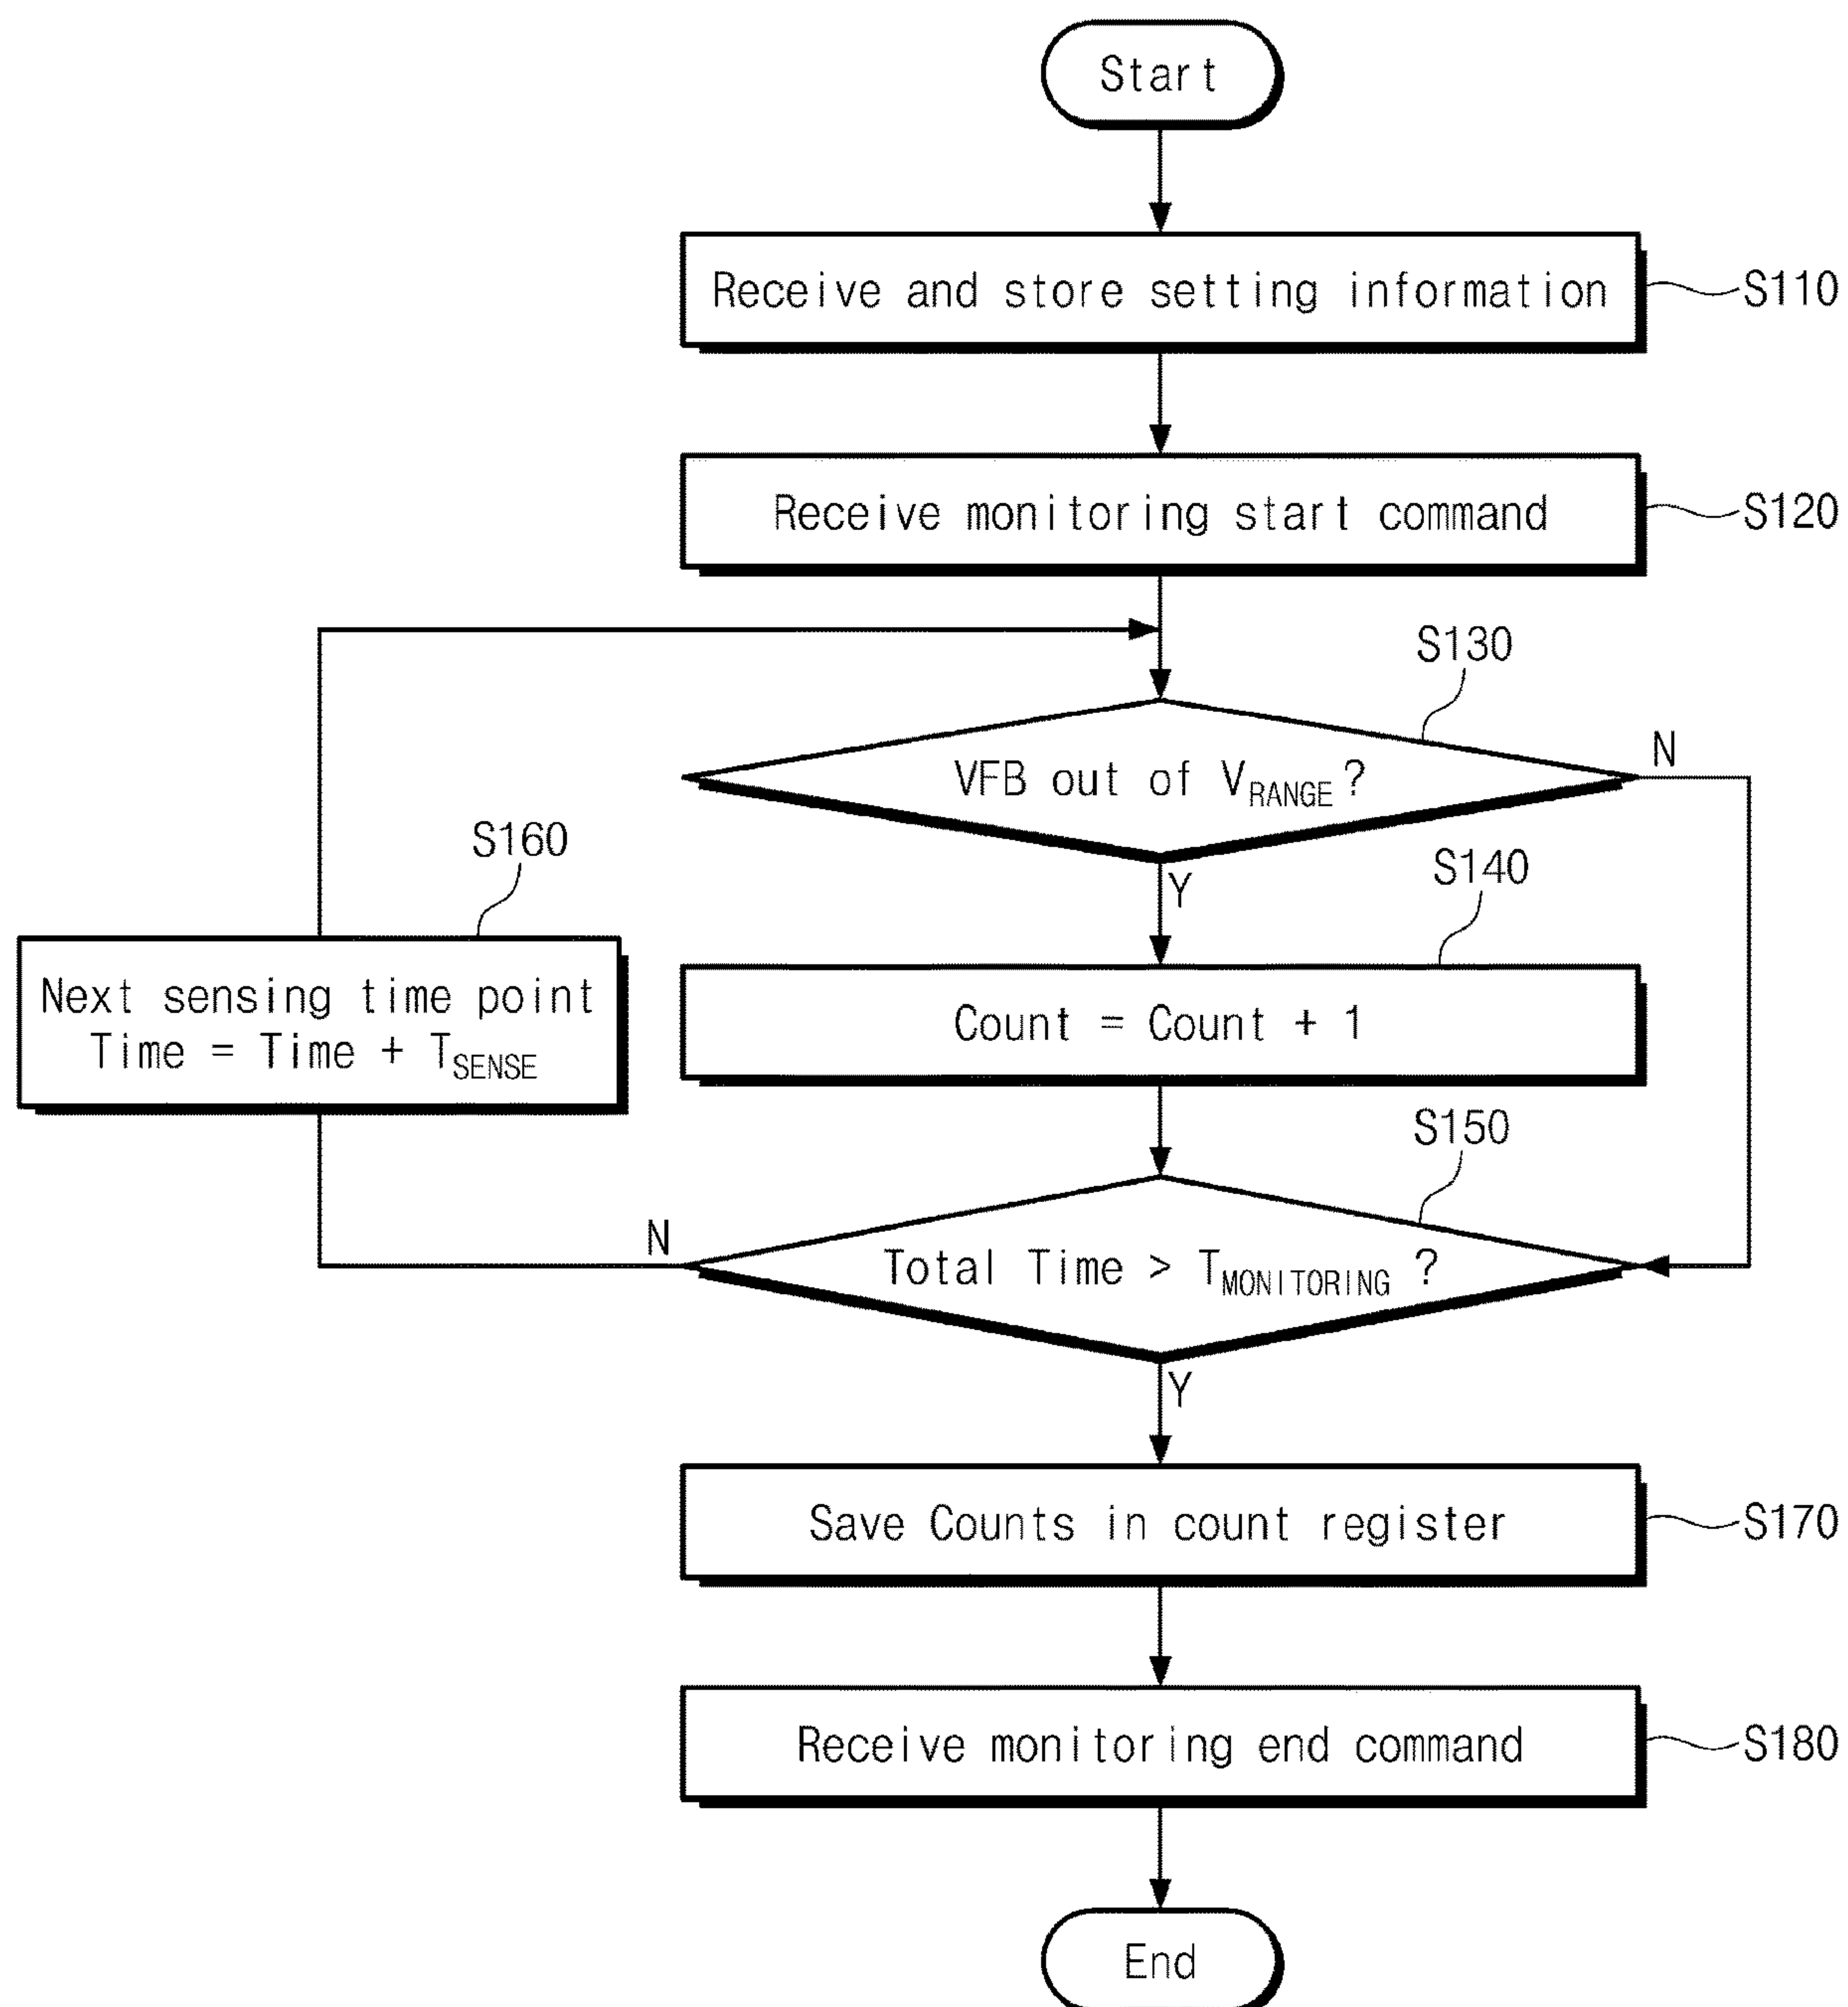 Start
Receive and store setting information
S110
Receive monitoring start command
S120
S130
VFB out of VRANGE?
N
Y
S160
Next sensing time point
Time = Time + TSENSE
S140
Count = Count + 1
S150
Total Time > TMONITORING ?
N
Y
Save Counts in count register
S170
Receive monitoring end command
S180
End